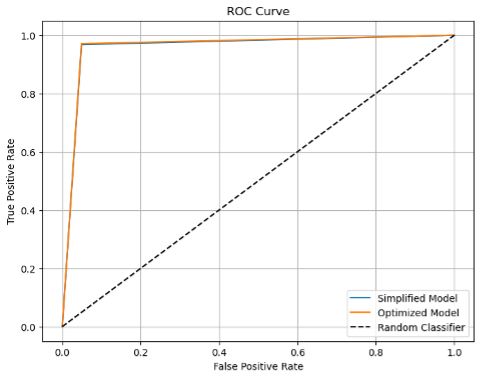 ROC Curve
True Positive Rate
1.0
0.8
0.6
0.4
0.2
0.0
Simplified Model
Optimized Model
Random Classifier
0.0 0.2 0.4 0.6 0.8 1.0
False Positive Rate